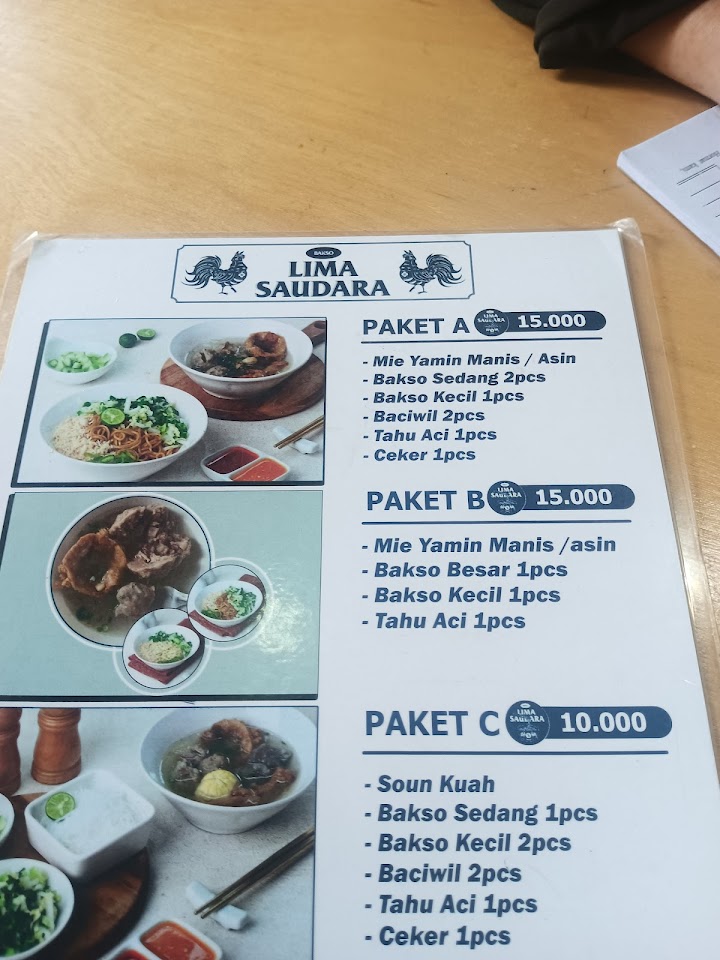 BAKSO
LIMA
SAUDARA
PAKET A LIMA SAUDARA 15.000
- Mie Yamin Manis / Asin
- Bakso Sedang 2pcs
- Bakso Kecil 1pcs
- Baciwil 2pcs
- Tahu Aci 1pcs
- Ceker 1pcs
PAKET B LIMA SAUDARA 15.000
- Mie Yamin Manis /asin
- Bakso Besar 1pcs
- Bakso Kecil 1pcs
- Tahu Aci 1pcs
PAKET C LIMA SAUDARA 10.000
- Soun Kuah
- Bakso Sedang 1pcs
- Bakso Kecil 2pcs
- Baciwil 2pcs
- Tahu Aci 1pcs
- Ceker 1pcs